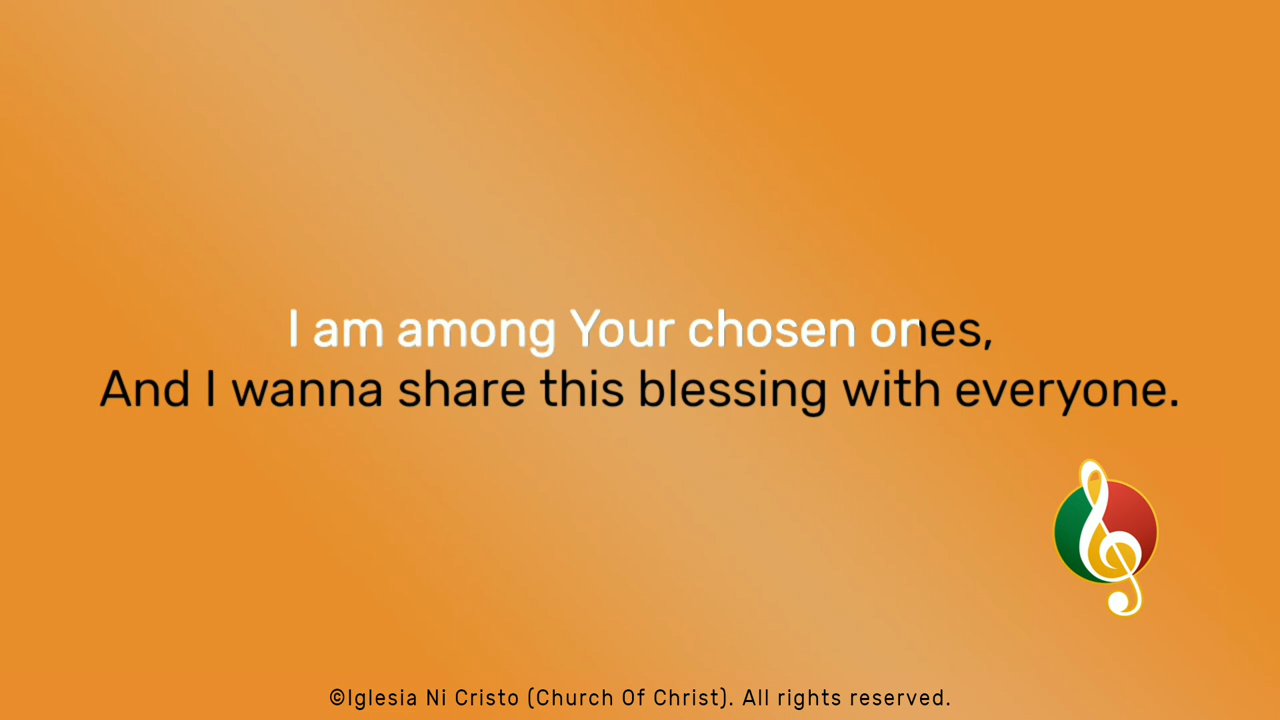 I am among Your chosen ones,
And I wanna share this blessing with everyone.
©Iglesia Ni Cristo (Church Of Christ). All rights reserved.